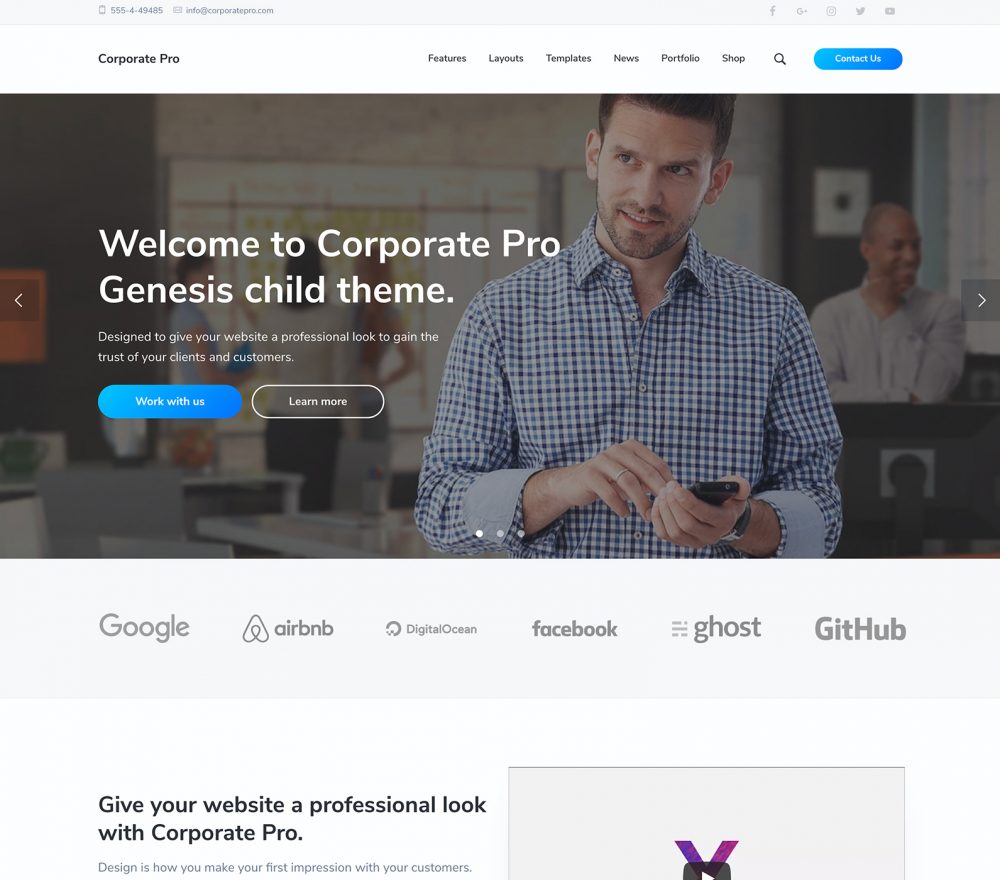 555-4-49485 info@corporatepro.com
Corporate Pro Features Layouts Templates News Portfolio Shop Contact Us
Welcome to Corporate Pro
Genesis child theme.
Designed to give your website a professional look to gain the
trust of your clients and customers.
Work with us Learn more
Google airbnb DigitalOcean facebook ghost GitHub
Give your website a professional look
with Corporate Pro.
Design is how you make your first impression with your customers.